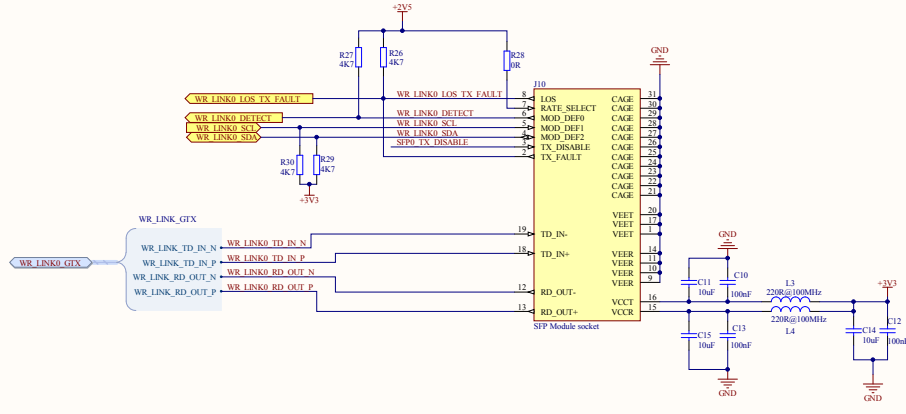 +2V5
R27
4K7
R26
4K7
R28
0R
GND
J10
WR_LINK0_LOS_TX_FAULT
WR_LINK0_LOS_TX_FAULT
8
LOS
CAGE
31
7
RATE_SELECT
CAGE
30
WR_LINK0_DETECT
WR_LINK0_DETECT
6
MOD_DEF0
CAGE
29
WR_LINK0_SCL
WR_LINK0_SCL
5
MOD_DEF1
CAGE
28
WR_LINK0_SDA
WR_LINK0_SDA
4
MOD_DEF2
CAGE
27
SFP0_TX_DISABLE
3
TX_DISABLE
CAGE
26
2
TX_FAULT
CAGE
25
CAGE
24
CAGE
23
CAGE
22
CAGE
21
R30
4K7
R29
4K7
+3V3
VEET
20
VEET
17
VEET
1
WR_LINK_GTX
WR_LINK0_GTX
WR_LINK_TD_IN_N
WR_LINK0_TD_IN_N
19
TD_IN-
WR_LINK_TD_IN_P
WR_LINK0_TD_IN_P
18
TD_IN+
WR_LINK_RD_OUT_N
WR_LINK0_RD_OUT_N
12
RD_OUT-
WR_LINK_RD_OUT_P
WR_LINK0_RD_OUT_P
13
RD_OUT+
VEER
14
VEER
11
VEER
10
VEER
9
VCCT
16
VCCR
15
SFP Module socket
GND
C11
10uF
C10
100nF
L3
220R@100MHz
220R@100MHz
L4
+3V3
C15
10uF
C13
100nF
C14
10uF
C12
100nF
GND
GND